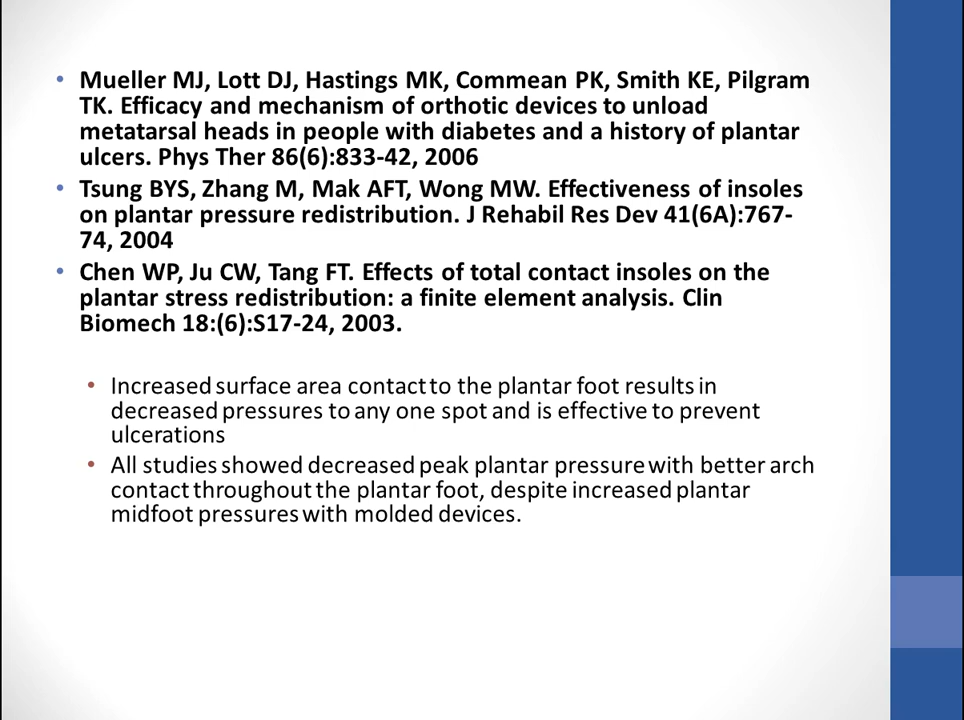 • Mueller MJ, Lott DJ, Hastings MK, Commean PK, Smith KE, Pilgram
TK. Efficacy and mechanism of orthotic devices to unload
metatarsal heads in people with diabetes and a history of plantar
ulcers. Phys Ther 86(6):833-42, 2006
• Tsung BYS, Zhang M, Mak AFT, Wong MW. Effectiveness of insoles
on plantar pressure redistribution. J Rehabil Res Dev 41(6A):767-
74, 2004
• Chen WP, Ju CW, Tang FT. Effects of total contact insoles on the
plantar stress redistribution: a finite element analysis. Clin
Biomech 18:(6):S17-24, 2003.
• Increased surface area contact to the plantar foot results in
decreased pressures to any one spot and is effective to prevent
ulcerations
• All studies showed decreased peak plantar pressure with better arch
contact throughout the plantar foot, despite increased plantar
midfoot pressures with molded devices.